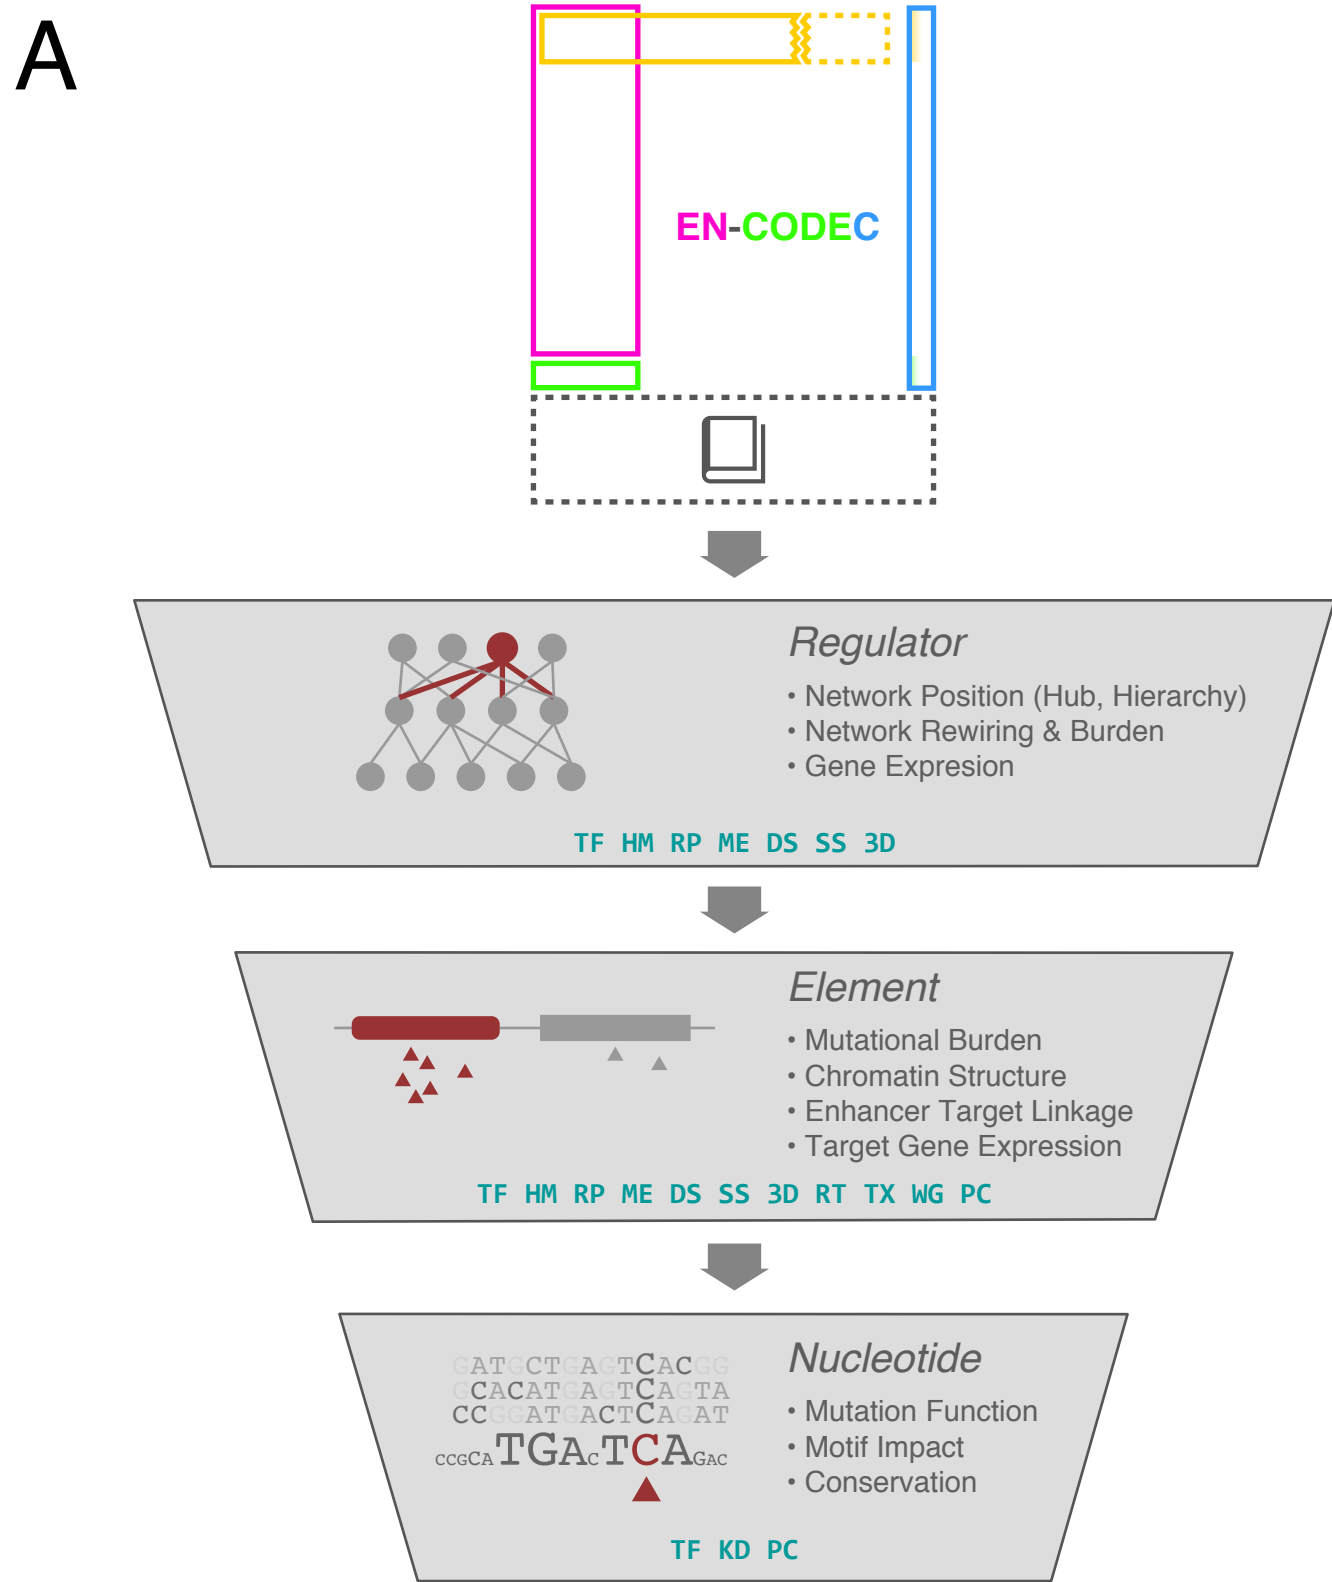 A
EN-CODEC
Regulator
• Network Position (Hub, Hierarchy)
• Network Rewiring & Burden
• Gene Expresion
TF HM RP ME DS SS 3D
Element
• Mutational Burden
• Chromatin Structure
• Enhancer Target Linkage
• Target Gene Expression
TF HM RP ME DS SS 3D RT TX WG PC
Nucleotide
GATGCTGAGTCACGG
GCACATGAGTCAGTA
CCGGATGACTCAGAT
CCGCATGACTCAGAC
• Mutation Function
• Motif Impact
• Conservation
TF KD PC